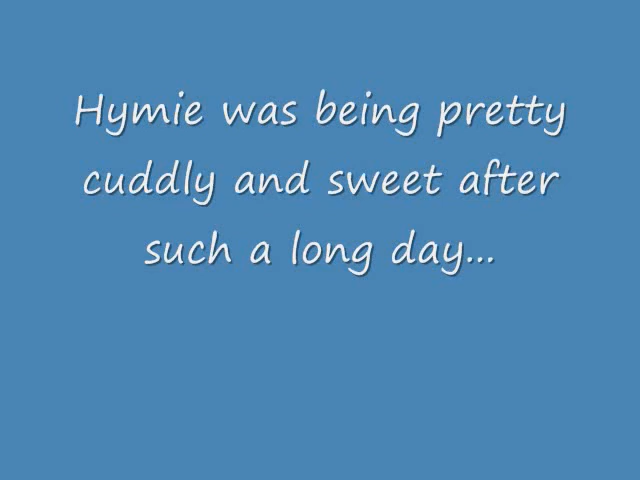 Hymie was being pretty
cuddly and sweet after
such a long day...